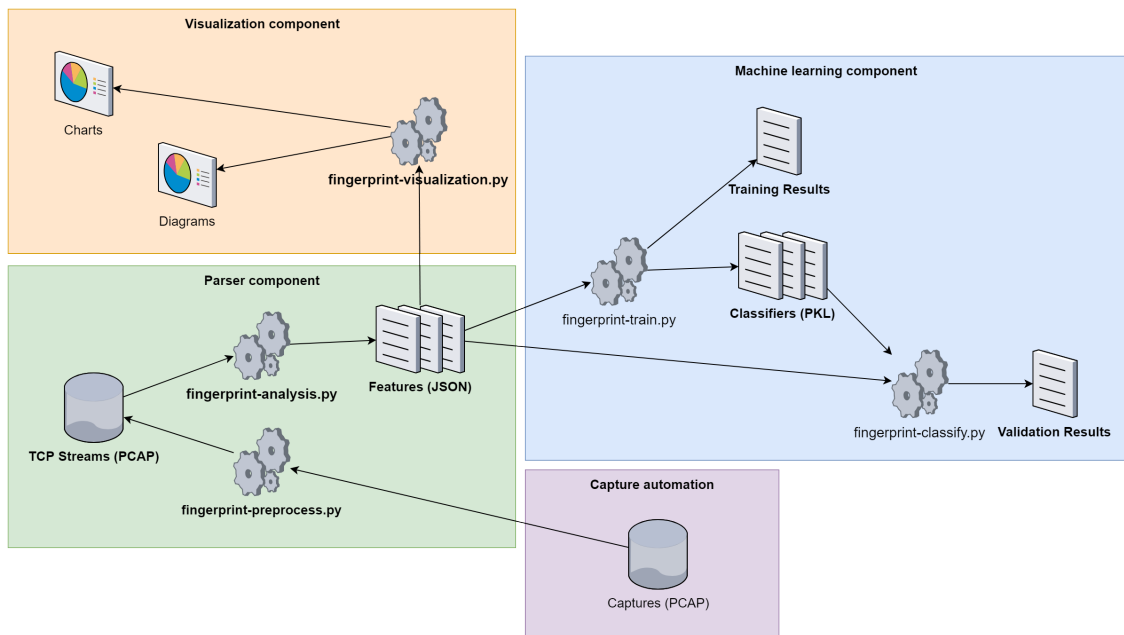 Visualization component
Charts
Diagrams
fingerprint-visualization.py
Machine learning component
Training Results
fingerprint-train.py
Classifiers (PKL)
fingerprint-classify.py
Validation Results
Parser component
fingerprint-analysis.py
Features (JSON)
TCP Streams (PCAP)
fingerprint-preprocess.py
Capture automation
Captures (PCAP)